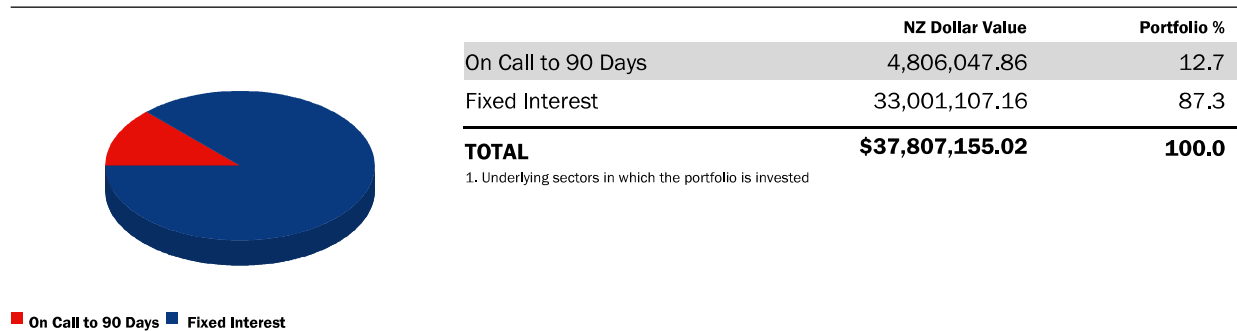 NZ Dollar Value Portfolio %
On Call to 90 Days 4,806,047.86 12.7
Fixed Interest 33,001,107.16 87.3
TOTAL $37,807,155.02 100.0
1. Underlying sectors in which the portfolio is invested
On Call to 90 Days Fixed Interest